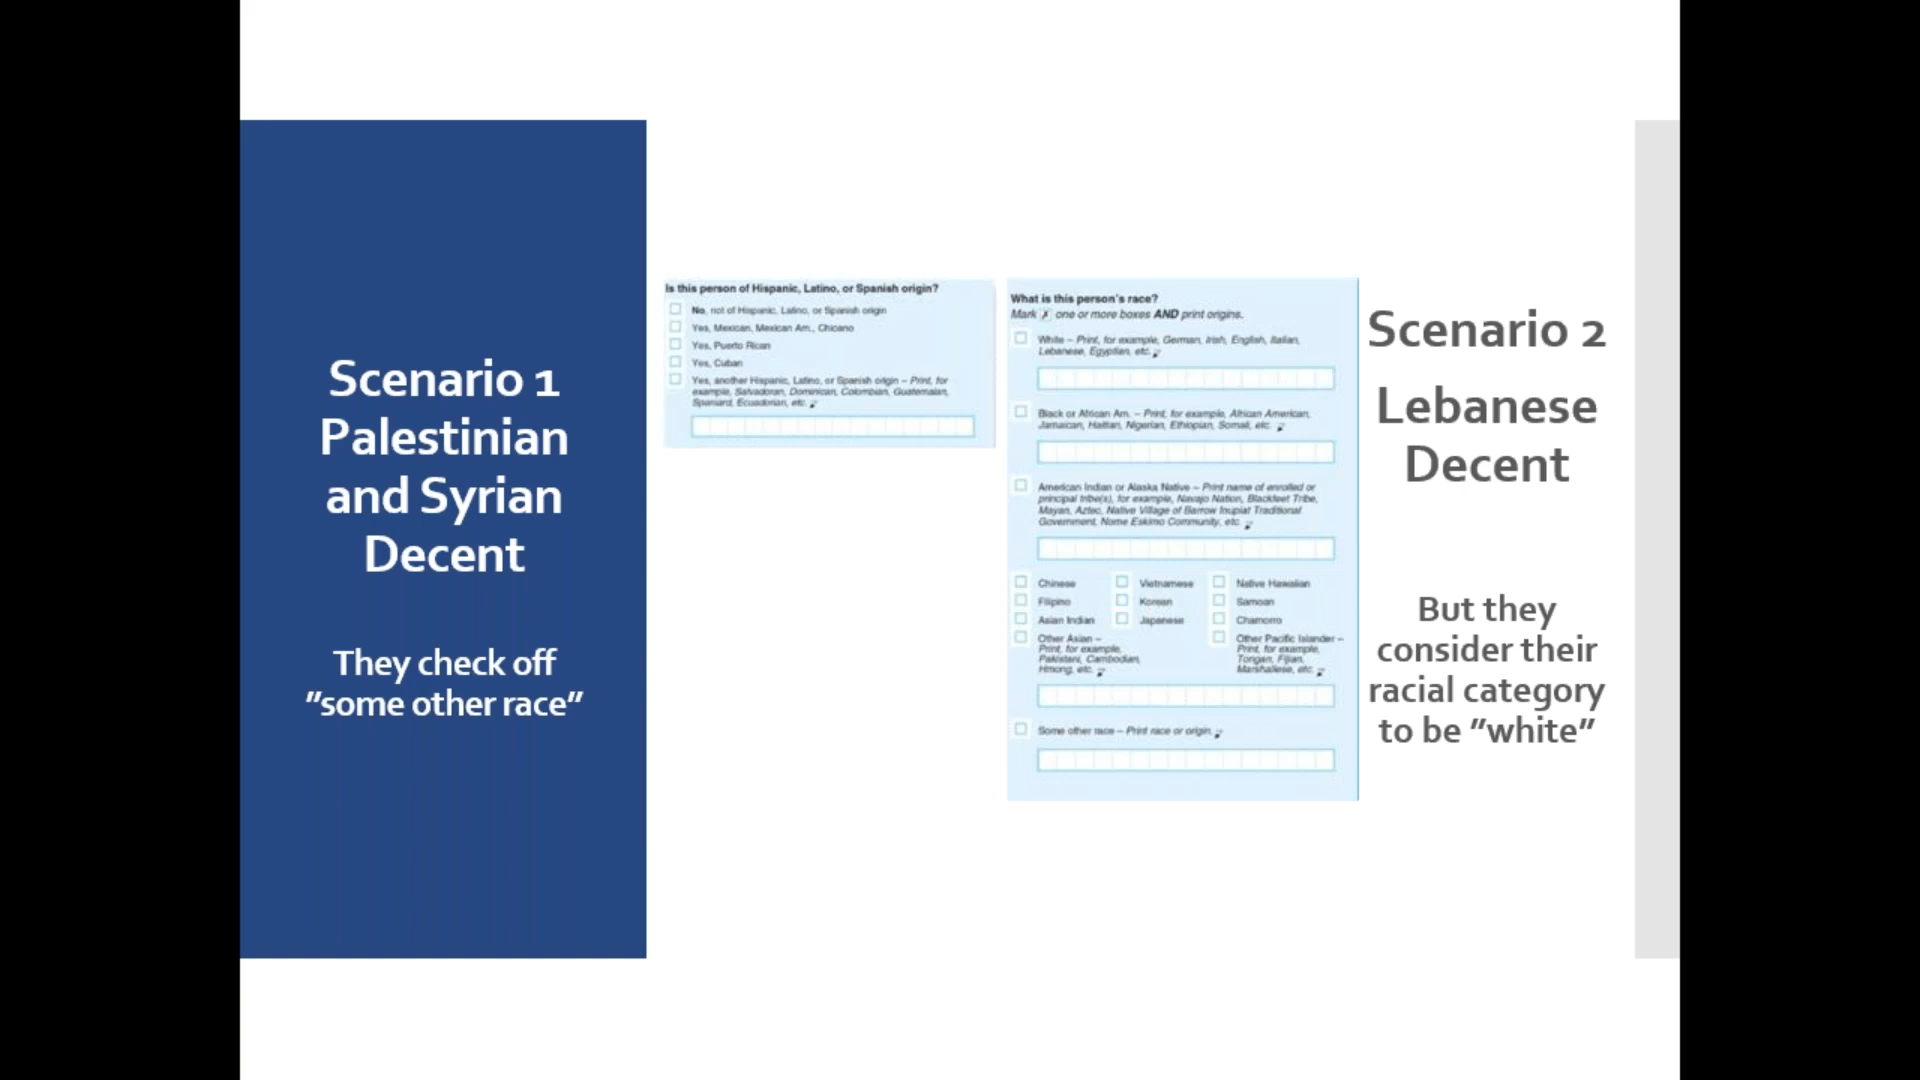 Scenario 1
Palestinian
and Syrian
Decent
They check off
"some other race"
Is this person of Hispanic, Latino, or Spanish origin?
No, not of Hispanic, Latino, or Spanish origin
Yes, Mexican, Mexican Am., Chicano
Yes, Puerto Rican
Yes, Cuban
Yes, another Hispanic, Latino, or Spanish origin – Print, for
example, Salvadoran, Dominican, Colombian, Guatemalan,
Spaniard, Ecuadorian, etc.
What is this person's race?
Mark X one or more boxes AND print origins.
White – Print, for example, German, Irish, English, Italian,
Lebanese, Egyptian, etc.
Black or African Am. – Print, for example, African American,
Jamaican, Haitian, Nigerian, Ethiopian, Somali, etc.
American Indian or Alaska Native – Print name of enrolled or
principal tribe(s), for example, Navajo Nation, Blackfeet Tribe,
Mayan, Aztec, Native Village of Barrow Inupiat Traditional
Government, Nome Eskimo Community, etc.
Chinese
Vietnamese
Native Hawaiian
Filipino
Korean
Samoan
Asian Indian
Japanese
Chamorro
Other Asian –
Print, for example,
Pakistani, Cambodian,
Hmong, etc.
Other Pacific Islander –
Print, for example,
Tongan, Fijian,
Marshallese, etc.
Some other race – Print race or origin.
Scenario 2
Lebanese
Decent
But they
consider their
racial category
to be "white"